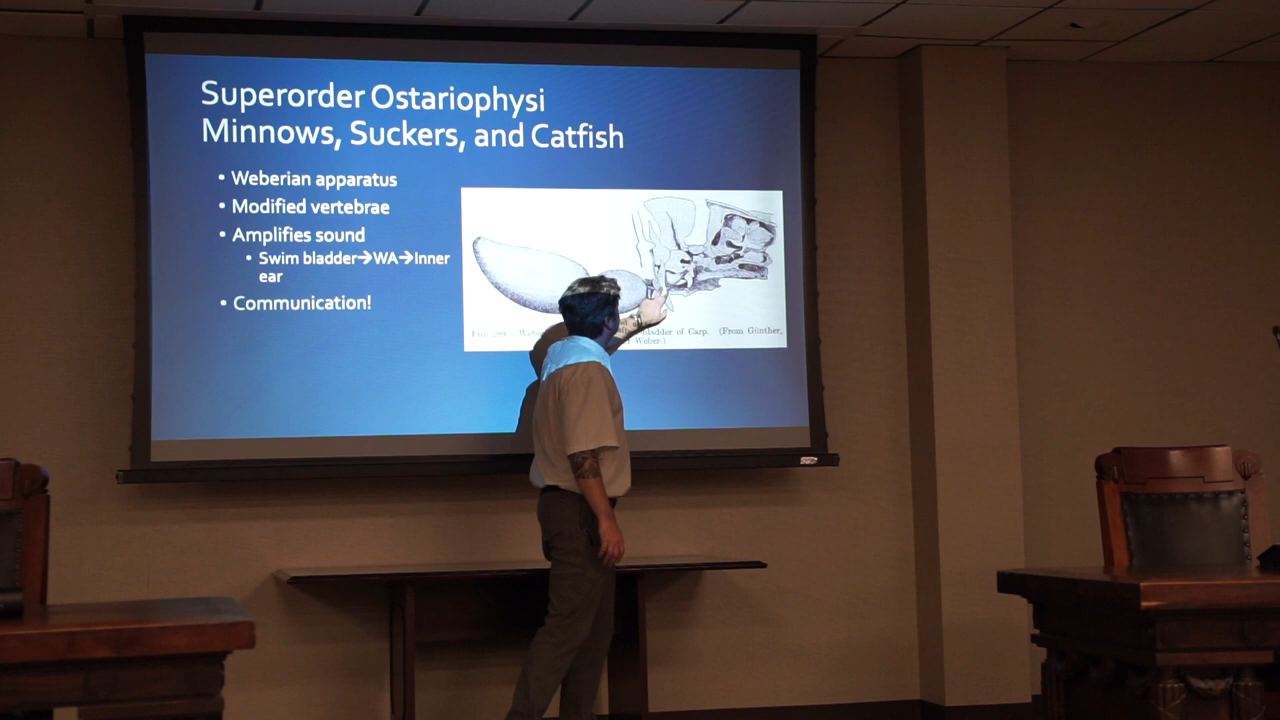 Superorder Ostariophysi
Minnows, Suckers, and Catfish
• Weberian apparatus
• Modified vertebrae
• Amplifies sound
• Swim bladder→WA→Inner
ear
• Communication!
bladder of Carp. (From Günther,
Weber.)